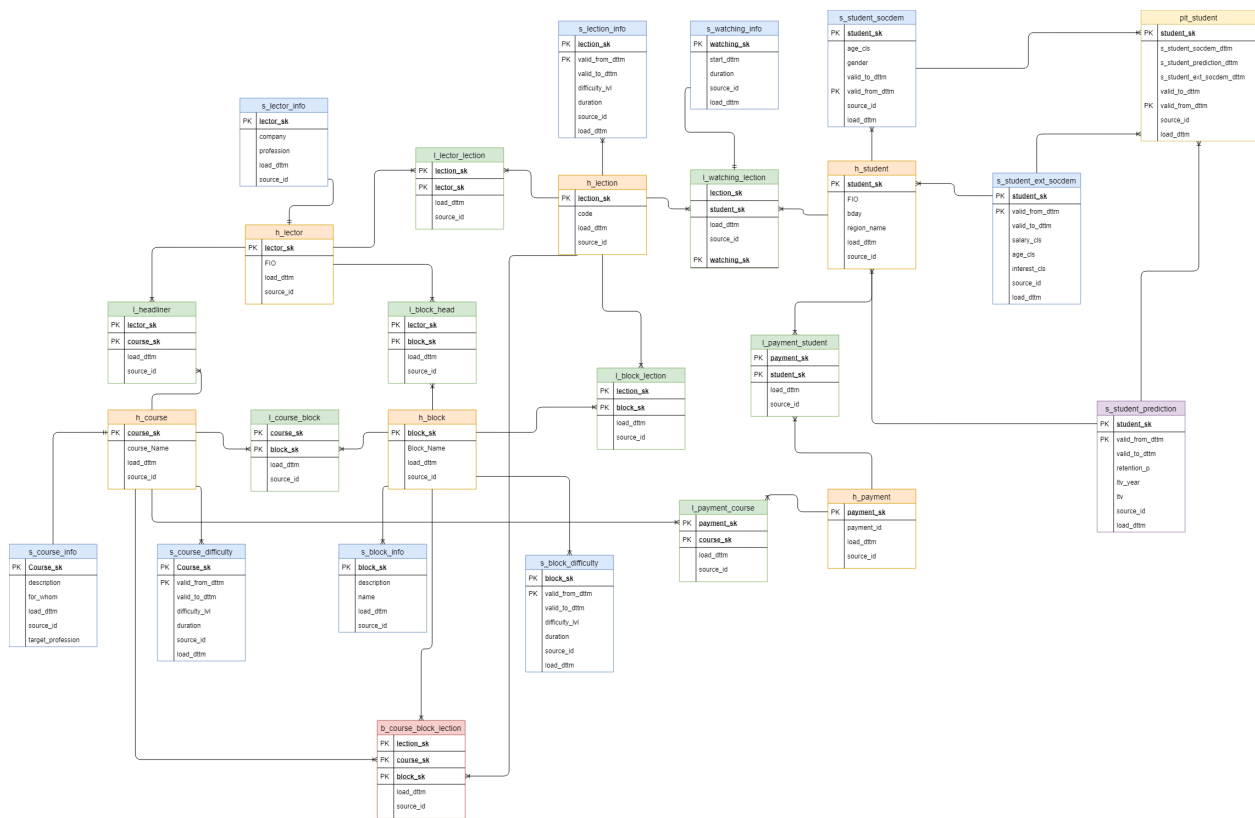 s_student_socdem
PK student_sk
age_cls
gender
valid_to_dttm
PK valid_from_dttm
source_id
load_dttm
pit_student
PK student_sk
s_student_socdem_dttm
s_student_prediction_dttm
s_student_ext_socdem_dttm
valid_to_dttm
PK valid_from_dttm
source_id
load_dttm
s_lection_info
PK lection_sk
PK valid_from_dttm
valid_to_dttm
difficulty_lvl
duration
source_id
load_dttm
s_watching_info
PK watching_sk
start_dttm
duration
source_id
load_dttm
s_lector_info
PK lector_sk
company
profession
load_dttm
source_id
l_lector_lection
PK lection_sk
PK lector_sk
load_dttm
source_id
h_lection
PK lection_sk
code
load_dttm
source_id
l_watching_lection
lection_sk
student_sk
load_dttm
source_id
PK watching_sk
h_student
PK student_sk
FIO
bday
region_name
load_dttm
source_id
s_student_ext_socdem
PK student_sk
PK valid_from_dttm
valid_to_dttm
salary_cls
age_cls
interest_cls
source_id
load_dttm
h_lector
PK lector_sk
FIO
load_dttm
source_id
l_headliner
PK lector_sk
PK course_sk
load_dttm
source_id
l_block_head
PK lector_sk
PK block_sk
load_dttm
source_id
l_payment_student
PK payment_sk
PK student_sk
load_dttm
source_id
l_block_lection
PK lection_sk
PK block_sk
load_dttm
source_id
s_student_prediction
PK student_sk
PK valid_from_dttm
valid_to_dttm
retention_p
ltv_year
ltv
source_id
load_dttm
h_course
PK course_sk
course_Name
load_dttm
source_id
l_course_block
PK course_sk
PK block_sk
load_dttm
source_id
h_block
PK block_sk
Block_Name
load_dttm
source_id
l_payment_course
PK payment_sk
PK course_sk
load_dttm
source_id
h_payment
PK payment_sk
payment_id
load_dttm
source_id
s_course_info
PK Course_sk
description
for_whom
load_dttm
source_id
target_profession
s_course_difficulty
PK Course_sk
PK valid_from_dttm
valid_to_dttm
difficulty_lvl
duration
source_id
load_dttm
s_block_info
PK block_sk
description
name
load_dttm
source_id
s_block_difficulty
PK block_sk
PK valid_from_dttm
valid_to_dttm
difficulty_lvl
duration
source_id
load_dttm
b_course_block_lection
PK lection_sk
PK course_sk
PK block_sk
load_dttm
source_id